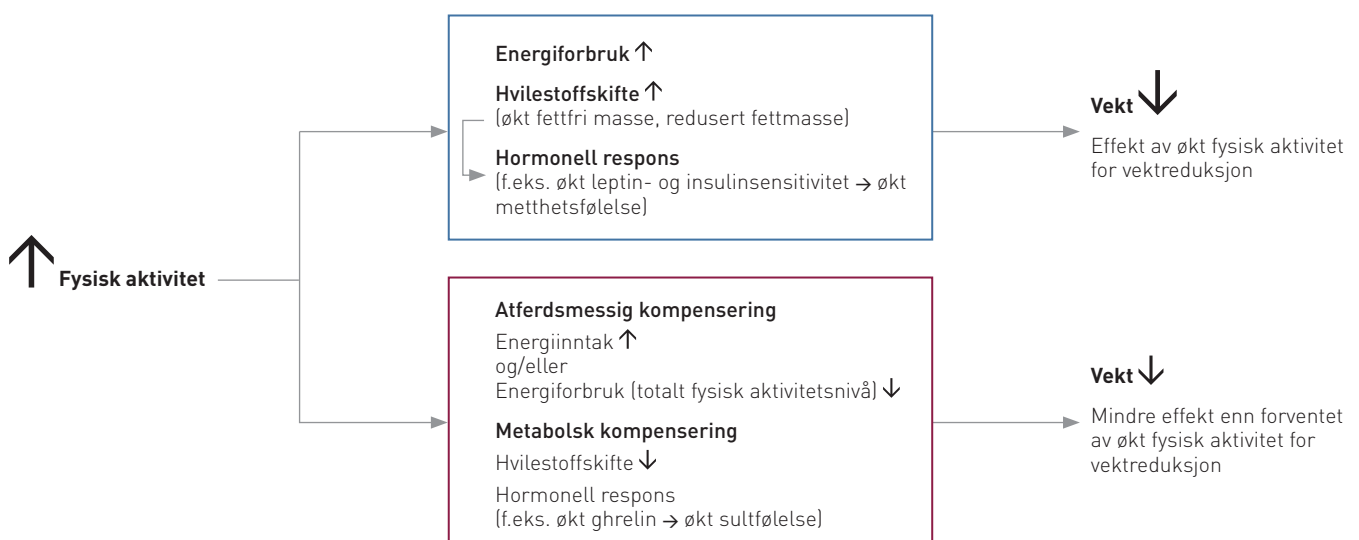 Energiforbruk ↑
Hvilestoffskifte ↑
(økt fettfri masse, redusert fettmasse)
Hormonell respons
(f.eks. økt leptin- og insulinsensitivitet → økt
metthetsfølelse)
Vekt ↓
Effekt av økt fysisk aktivitet
for vektreduksjon
↑ Fysisk aktivitet
Atferdsmessig kompensering
Energiinntak ↑
og/eller
Energiforbruk (totalt fysisk aktivitetsnivå) ↓
Metabolsk kompensering
Hvilestoffskifte ↓
Hormonell respons
(f.eks. økt ghrelin → økt sultfølelse)
Vekt ↓
Mindre effekt enn forventet
av økt fysisk aktivitet for
vektreduksjon